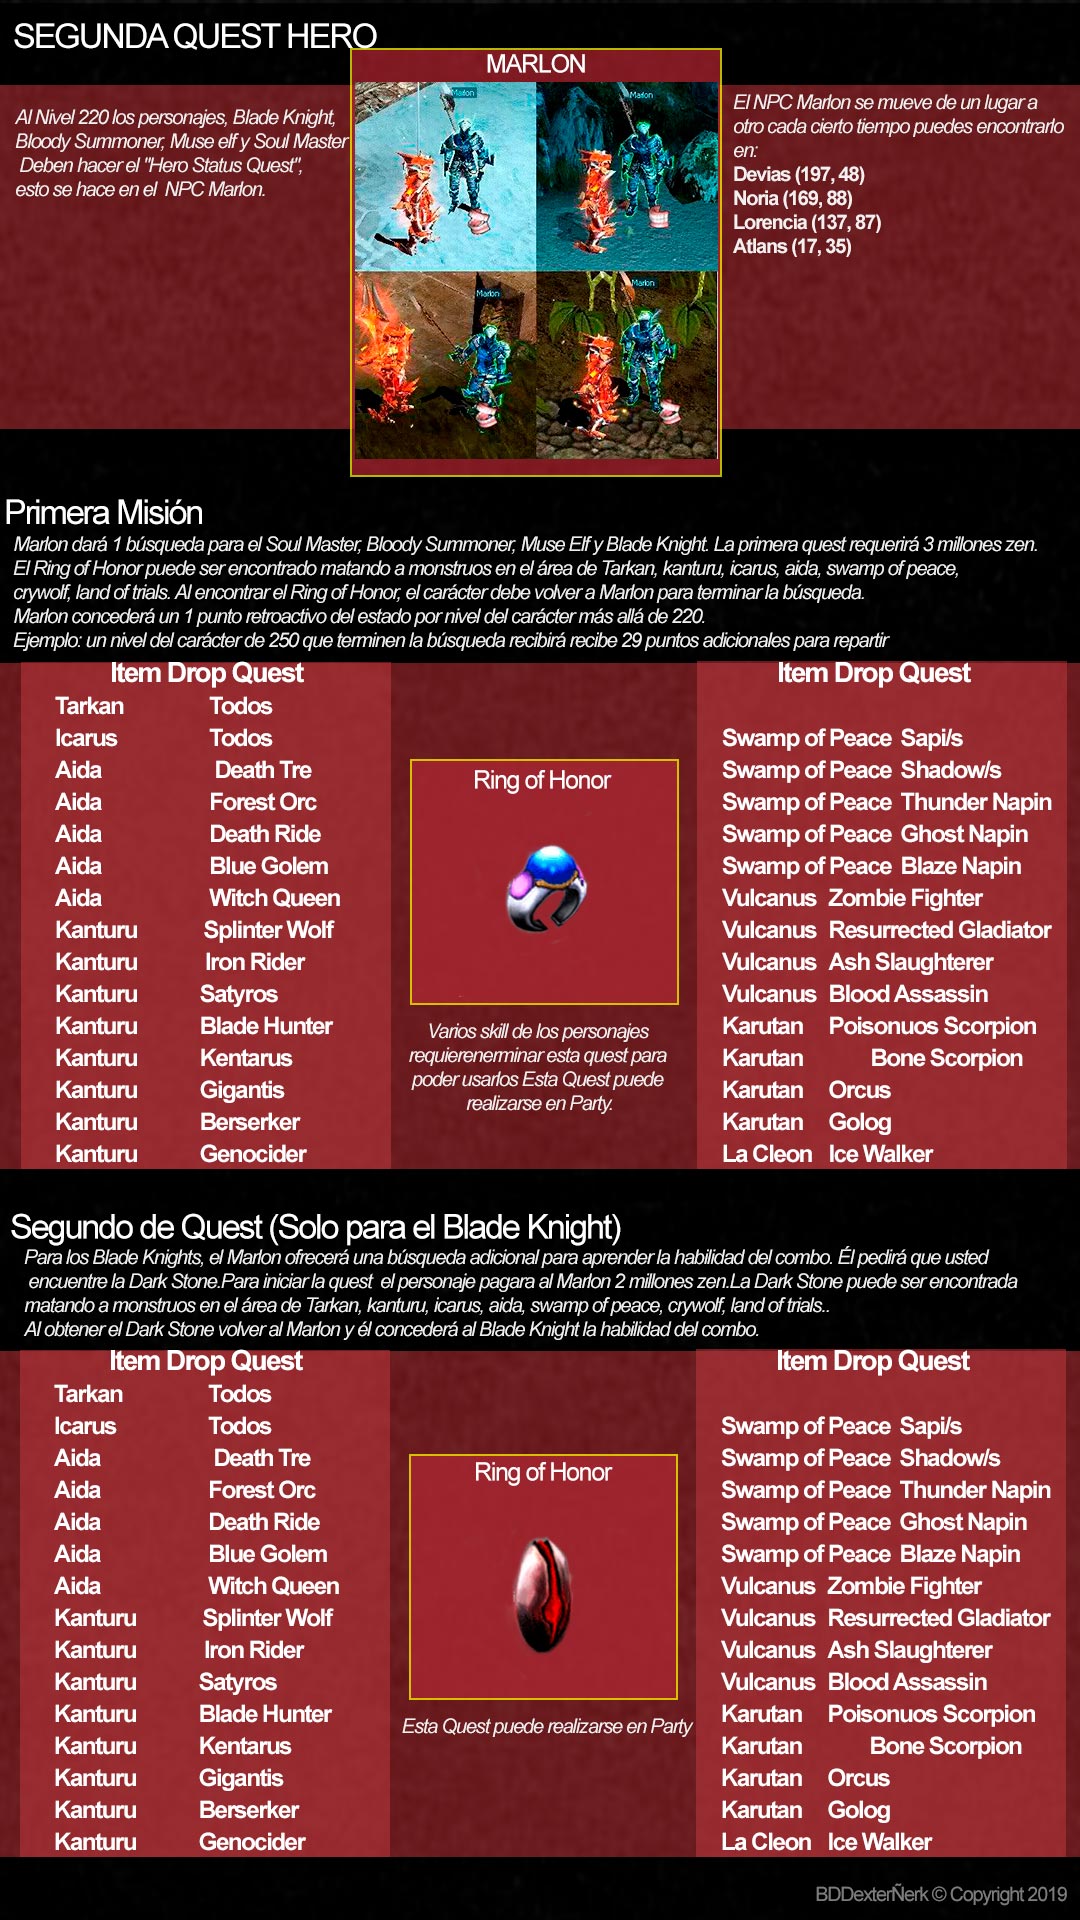 SEGUNDA QUEST HERO
MARLON
Al Nivel 220 los personajes, Blade Knight,
Bloody Summoner, Muse elf y Soul Master
Deben hacer el "Hero Status Quest",
esto se hace en el NPC Marlon.
Marlon
Marlon
Marlon
Marlon
El NPC Marlon se mueve de un lugar a
otro cada cierto tiempo puedes encontrarlo
en:
Devias (197, 48)
Noria (169, 88)
Lorencia (137, 87)
Atlans (17, 35)
Primera Misión
Marlon dará 1 búsqueda para el Soul Master, Bloody Summoner, Muse Elf y Blade Knight. La primera quest requerirá 3 millones zen.
El Ring of Honor puede ser encontrado matando a monstruos en el área de Tarkan, kanturu, icarus, aida, swamp of peace,
crywolf, land of trials. Al encontrar el Ring of Honor, el carácter debe volver a Marlon para terminar la búsqueda.
Marlon concederá un 1 punto retroactivo del estado por nivel del carácter más allá de 220.
Ejemplo: un nivel del carácter de 250 que terminen la búsqueda recibirá recibe 29 puntos adicionales para repartir
Item Drop Quest
Tarkan Todos
Icarus Todos
Aida Death Tre
Aida Forest Orc
Aida Death Ride
Aida Blue Golem
Aida Witch Queen
Kanturu Splinter Wolf
Kanturu Iron Rider
Kanturu Satyros
Kanturu Blade Hunter
Kanturu Kentarus
Kanturu Gigantis
Kanturu Berserker
Kanturu Genocider
Ring of Honor
Varios skill de los personajes
requierenerminar esta quest para
poder usarlos Esta Quest puede
realizarse en Party.
Item Drop Quest
Swamp of Peace Sapi/s
Swamp of Peace Shadow/s
Swamp of Peace Thunder Napin
Swamp of Peace Ghost Napin
Swamp of Peace Blaze Napin
Vulcanus Zombie Fighter
Vulcanus Resurrected Gladiator
Vulcanus Ash Slaughterer
Vulcanus Blood Assassin
Karutan Poisonuos Scorpion
Karutan Bone Scorpion
Karutan Orcus
Karutan Golog
La Cleon Ice Walker
Segundo de Quest (Solo para el Blade Knight)
Para los Blade Knights, el Marlon ofrecerá una búsqueda adicional para aprender la habilidad del combo. Él pedirá que usted
encuentre la Dark Stone.Para iniciar la quest el personaje pagara al Marlon 2 millones zen.La Dark Stone puede ser encontrada
matando a monstruos en el área de Tarkan, kanturu, icarus, aida, swamp of peace, crywolf, land of trials..
Al obtener el Dark Stone volver al Marlon y él concederá al Blade Knight la habilidad del combo.
Item Drop Quest
Tarkan Todos
Icarus Todos
Aida Death Tre
Aida Forest Orc
Aida Death Ride
Aida Blue Golem
Aida Witch Queen
Kanturu Splinter Wolf
Kanturu Iron Rider
Kanturu Satyros
Kanturu Blade Hunter
Kanturu Kentarus
Kanturu Gigantis
Kanturu Berserker
Kanturu Genocider
Ring of Honor
Esta Quest puede realizarse en Party
Item Drop Quest
Swamp of Peace Sapi/s
Swamp of Peace Shadow/s
Swamp of Peace Thunder Napin
Swamp of Peace Ghost Napin
Swamp of Peace Blaze Napin
Vulcanus Zombie Fighter
Vulcanus Resurrected Gladiator
Vulcanus Ash Slaughterer
Vulcanus Blood Assassin
Karutan Poisonuos Scorpion
Karutan Bone Scorpion
Karutan Orcus
Karutan Golog
La Cleon Ice Walker
BDDexterÑerk © Copyright 2019